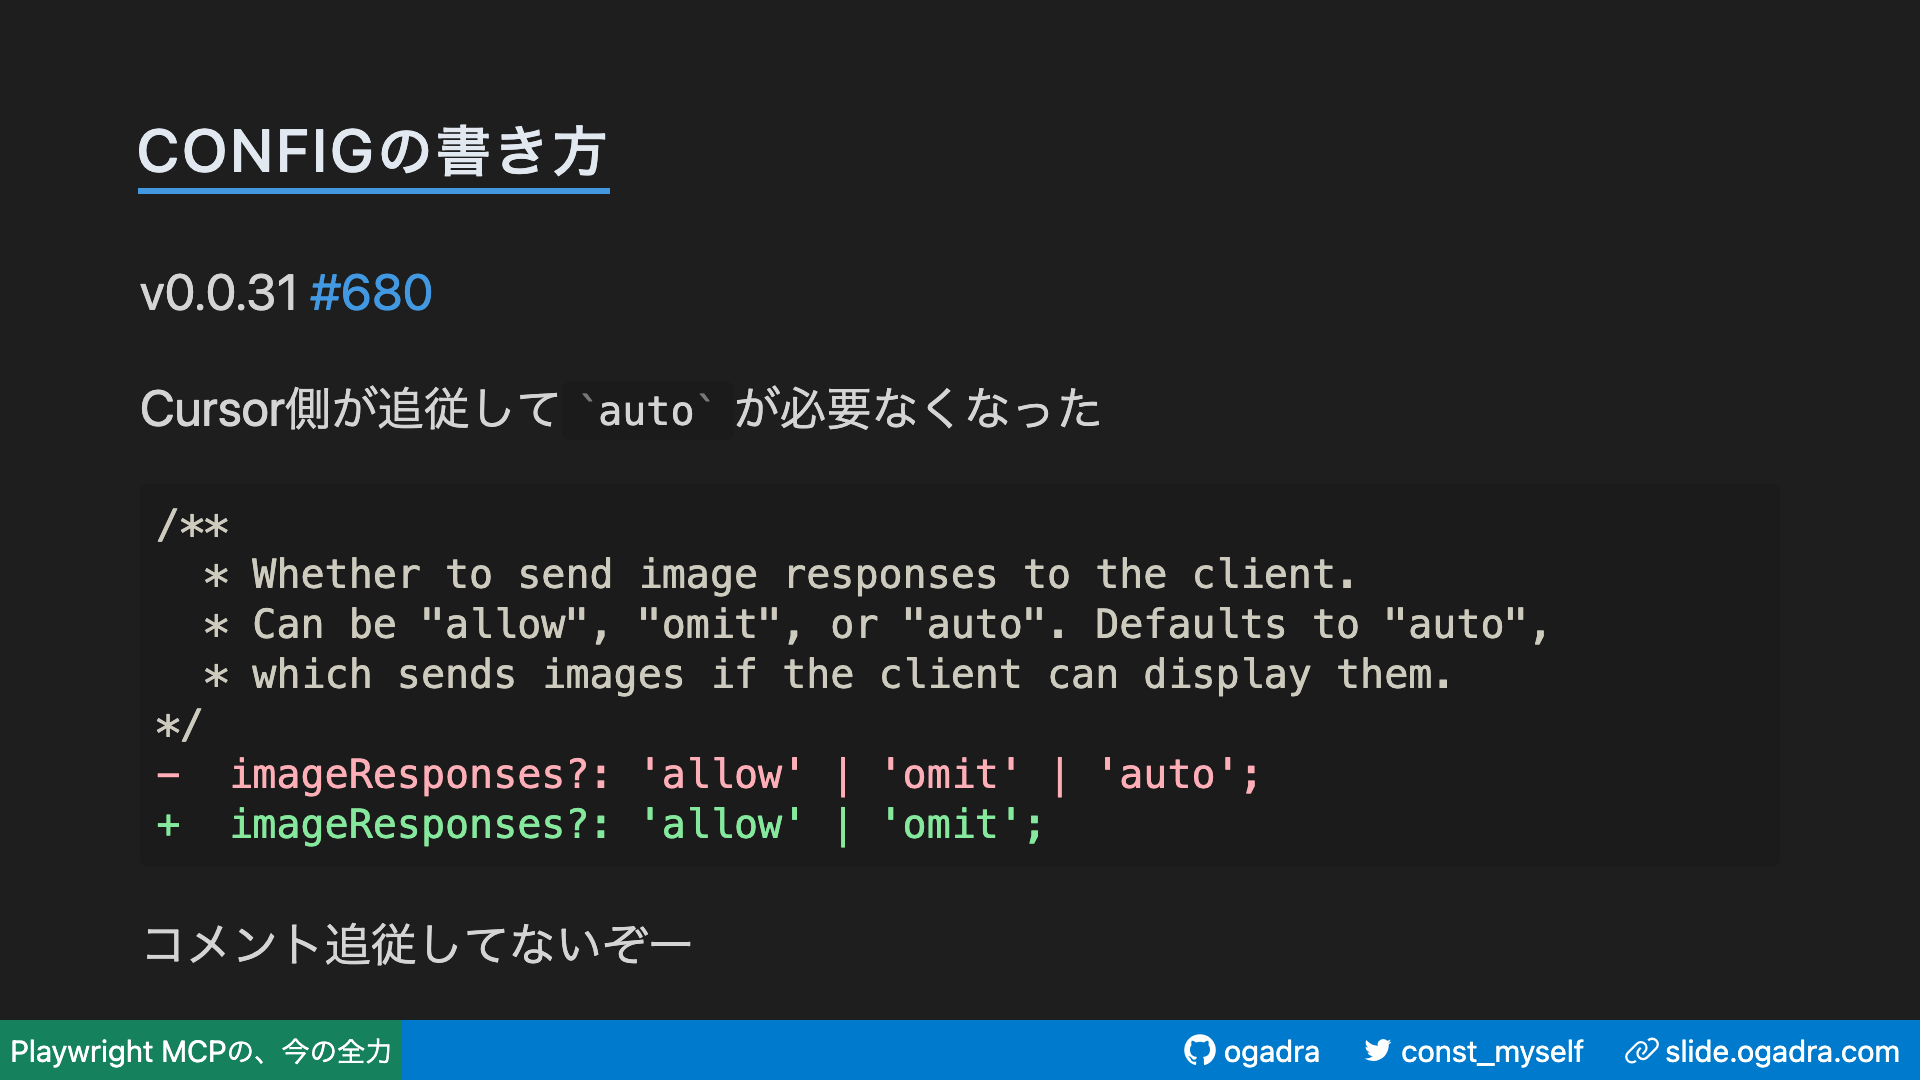 CONFIGの書き方
v0.0.31 #680
Cursor側が追従して `auto` が必要なくなった
/**
  * Whether to send image responses to the client.
  * Can be "allow", "omit", or "auto". Defaults to "auto",
  * which sends images if the client can display them.
*/
-  imageResponses?: 'allow' | 'omit' | 'auto';
+  imageResponses?: 'allow' | 'omit';
コメント追従してないぞー
Playwright MCPの、今の全力 ogadra const_myself slide.ogadra.com